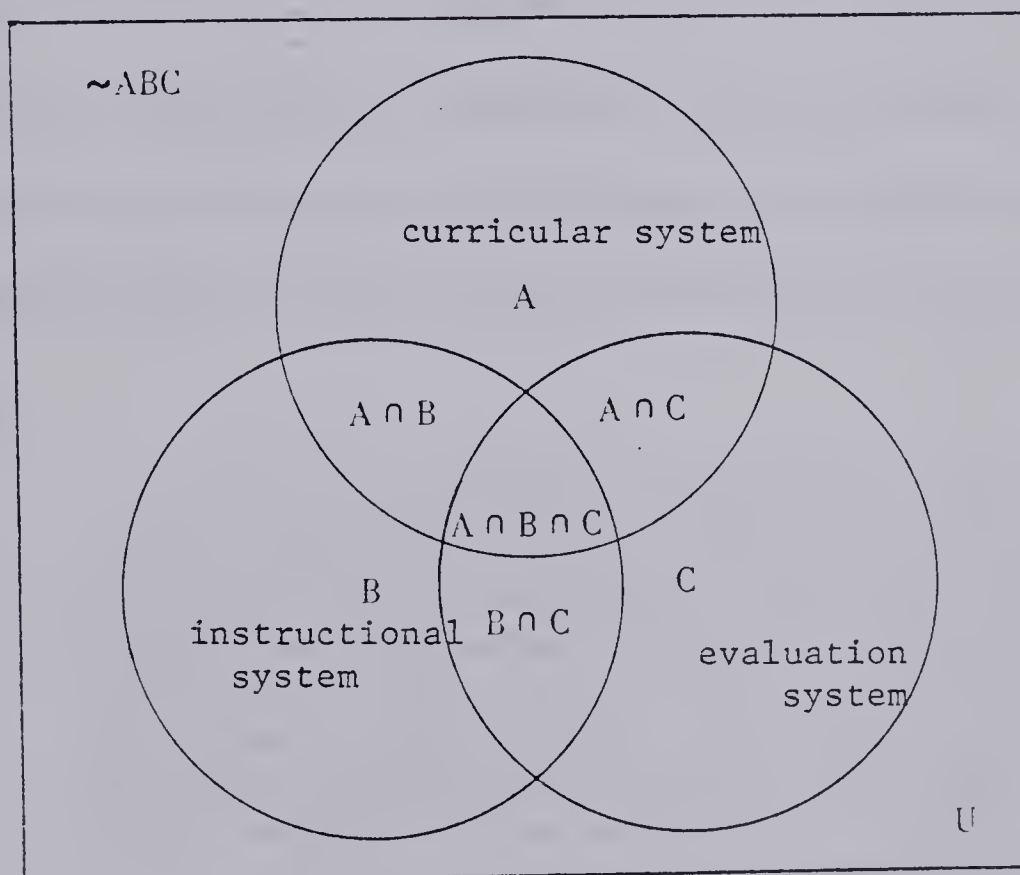 ~ABC
curricular system
A
A ∩ B
A ∩ C
A ∩ B ∩ C
B
C
instructional
system
B ∩ C
evaluation
system
U